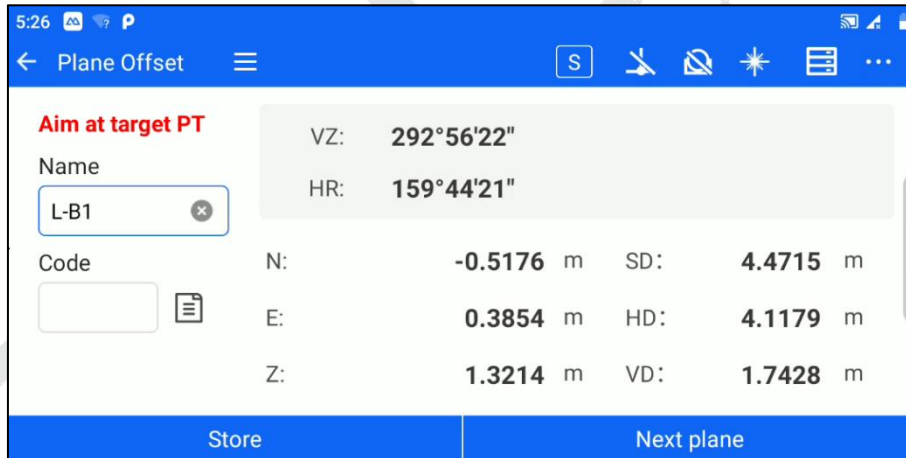 5:26
Plane Offset
S
Aim at target PT
VZ: 292°56'22"
Name
HR: 159°44'21"
L-B1
Code
N: -0.5176 m SD: 4.4715 m
E: 0.3854 m HD: 4.1179 m
Z: 1.3214 m VD: 1.7428 m
Store Next plane